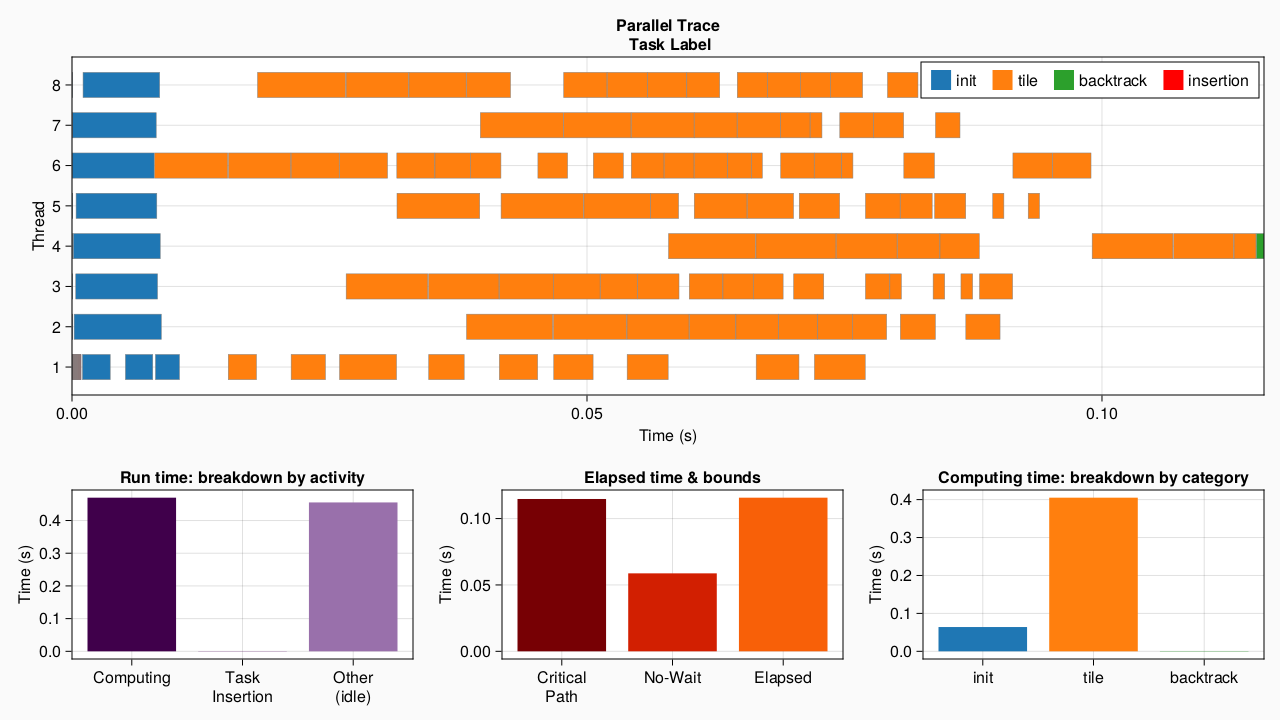 Parallel Trace
Task Label
8
7
6
5
4
3
2
1
Thread
init
tile
backtrack
insertion
0.00
0.05
0.10
Time (s)
Run time: breakdown by activity
0.4
0.3
0.2
0.1
0.0
Time (s)
Computing
Task
Insertion
Other
(idle)
Elapsed time & bounds
0.10
0.05
0.00
Time (s)
Critical
Path
No-Wait
Elapsed
Computing time: breakdown by category
0.4
0.3
0.2
0.1
0.0
Time (s)
init
tile
backtrack